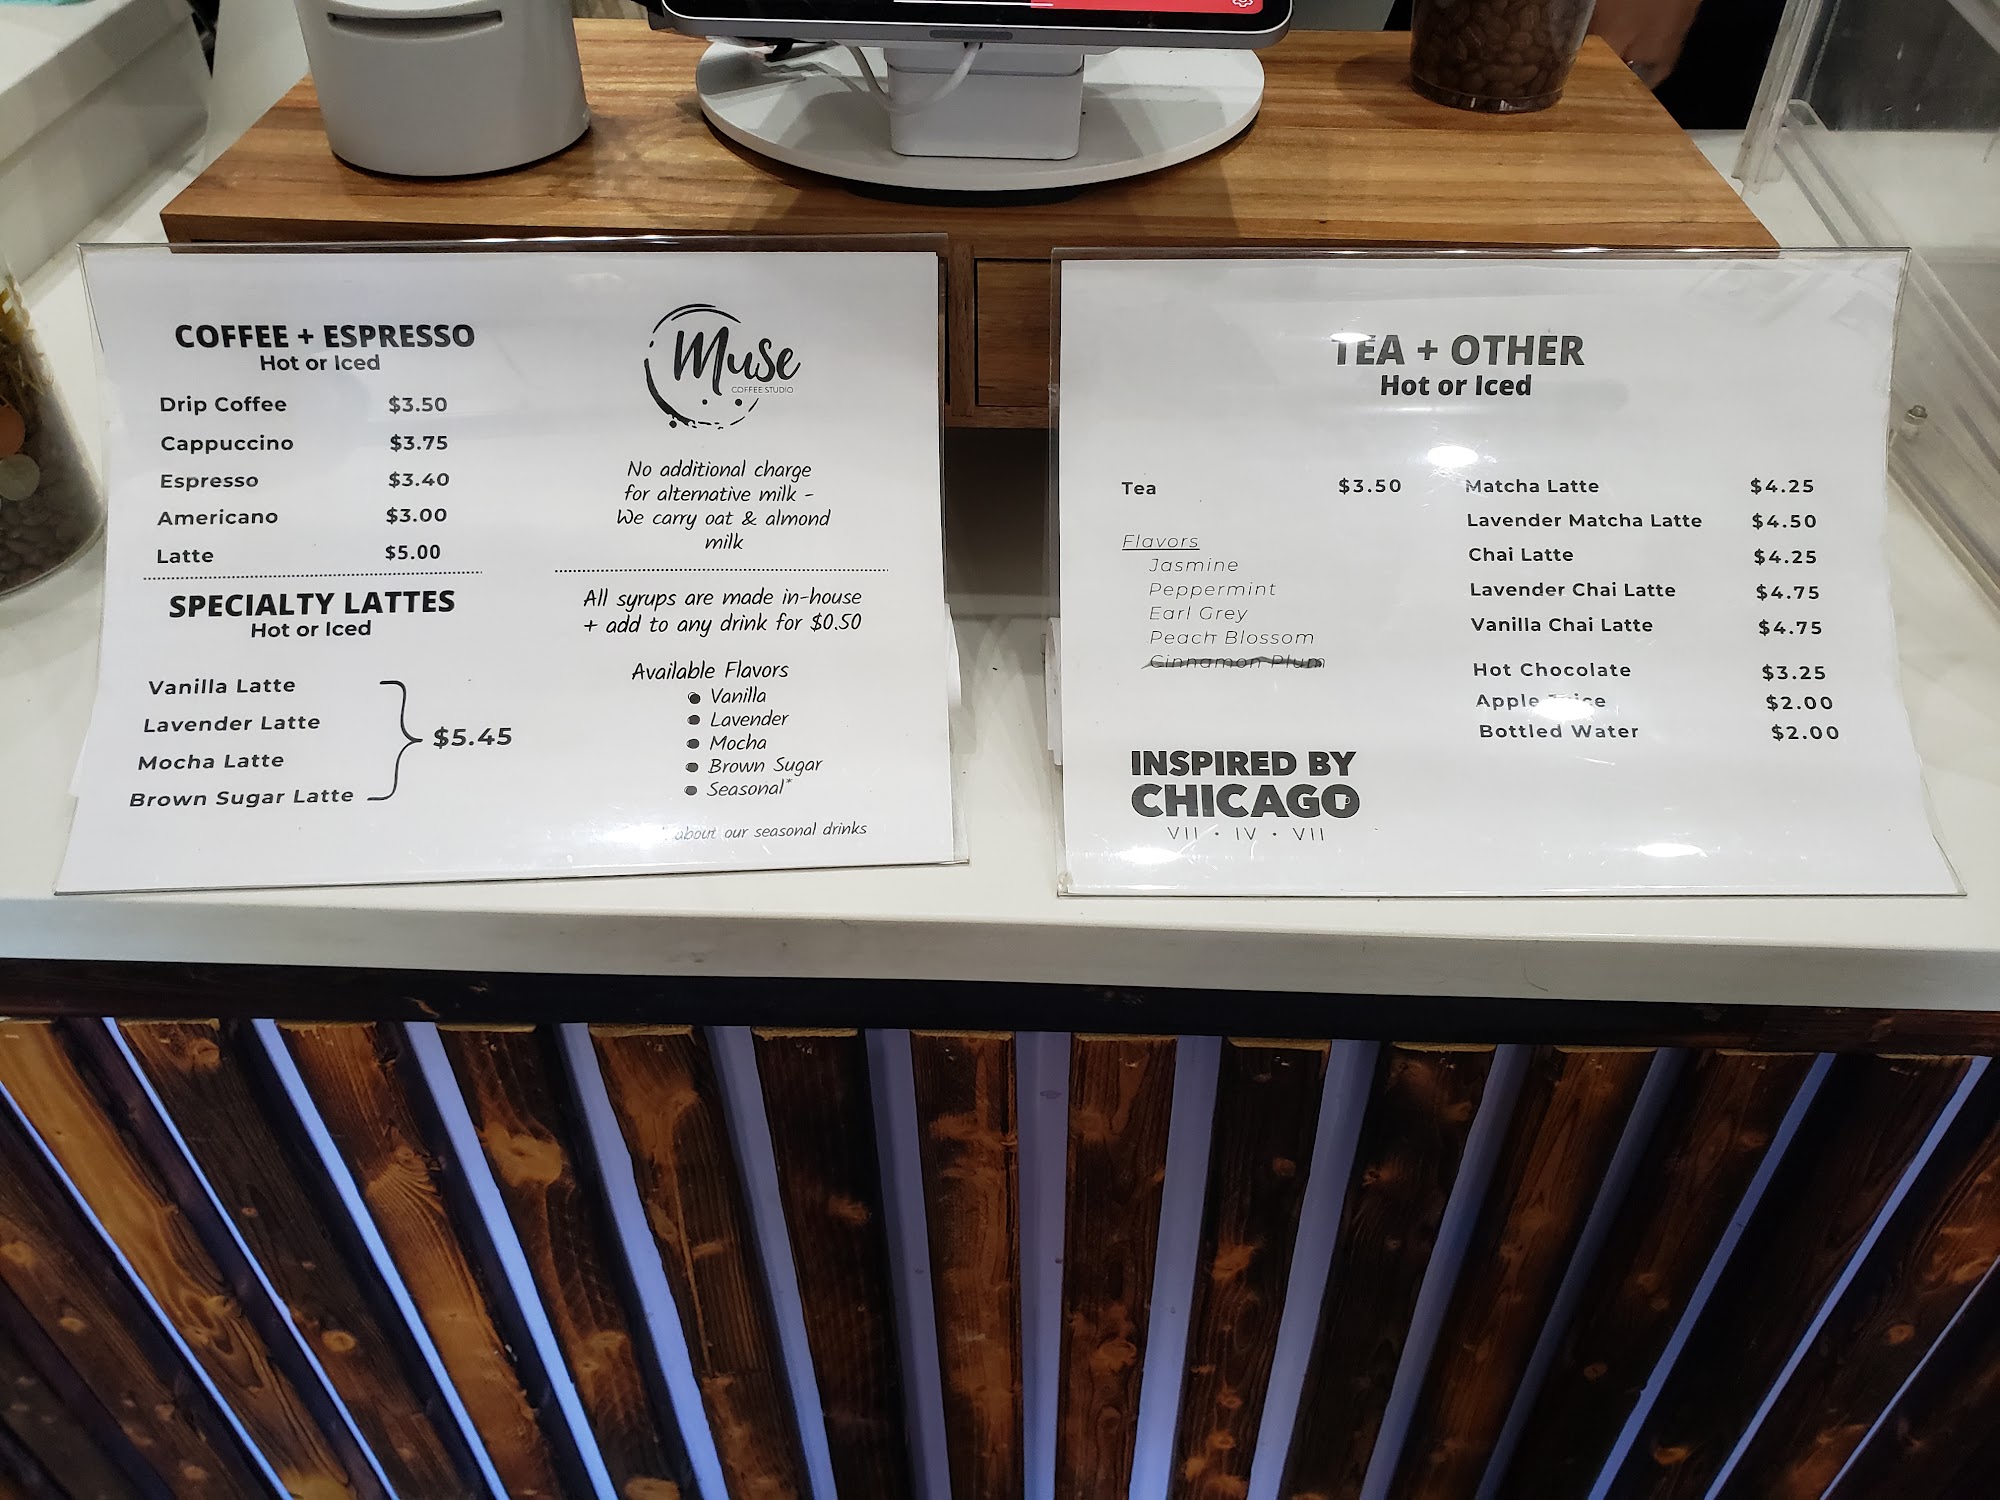 COFFEE + ESPRESSO
Hot or Iced
Drip Coffee $3.50
Cappuccino $3.75
Espresso $3.40
Americano $3.00
Latte $5.00
SPECIALTY LATTES
Hot or Iced
Vanilla Latte
Lavender Latte
Mocha Latte
Brown Sugar Latte
$5.45
Muse
COFFEE STUDIO
No additional charge
for alternative milk -
We carry oat & almond
milk
All syrups are made in-house
+ add to any drink for $0.50
Available Flavors
• Vanilla
• Lavender
• Mocha
• Brown Sugar
• Seasonal*
about our seasonal drinks
TEA + OTHER
Hot or Iced
Tea $3.50
Flavors
Jasmine
Peppermint
Earl Grey
Peach Blossom
Cinnamon Plum
INSPIRED BY
CHICAGO
VII • IV • VII
Matcha Latte $4.25
Lavender Matcha Latte $4.50
Chai Latte $4.25
Lavender Chai Latte $4.75
Vanilla Chai Latte $4.75
Hot Chocolate $3.25
Apple $2.00
Bottled Water $2.00